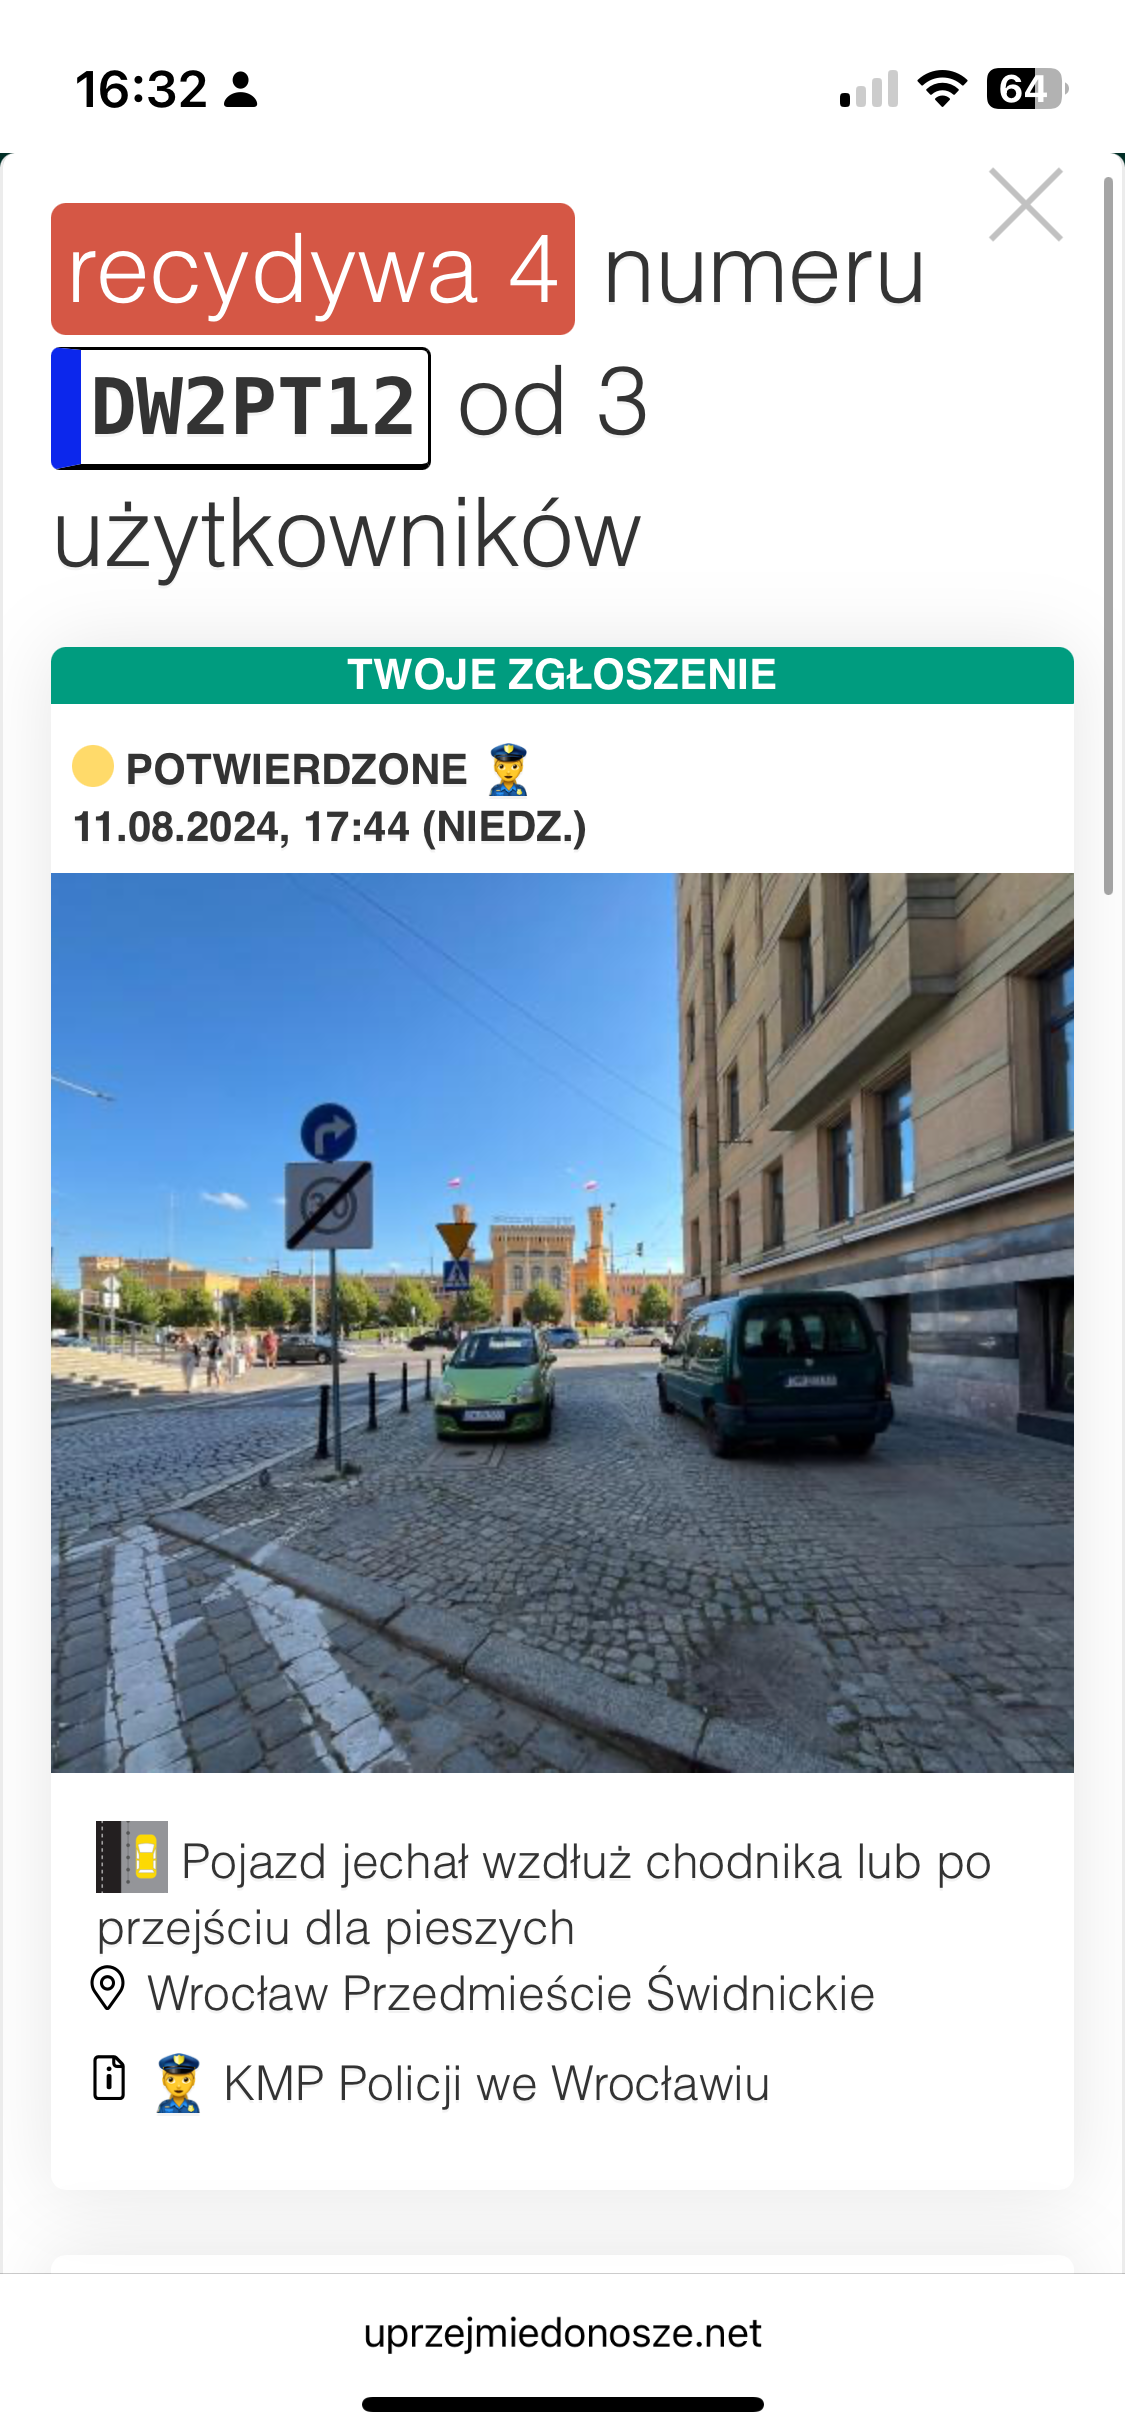 16:32
64
recydywa 4 numeru
DW2PT12 od 3
użytkowników
TWOJE ZGŁOSZENIE
POTWIERDZONE
11.08.2024, 17:44 (NIEDZ.)
30
Pojazd jechał wzdłuż chodnika lub po
przejściu dla pieszych
Wrocław Przedmieście Świdnickie
KMP Policji we Wrocławiu
uprzejmiedonosze.net